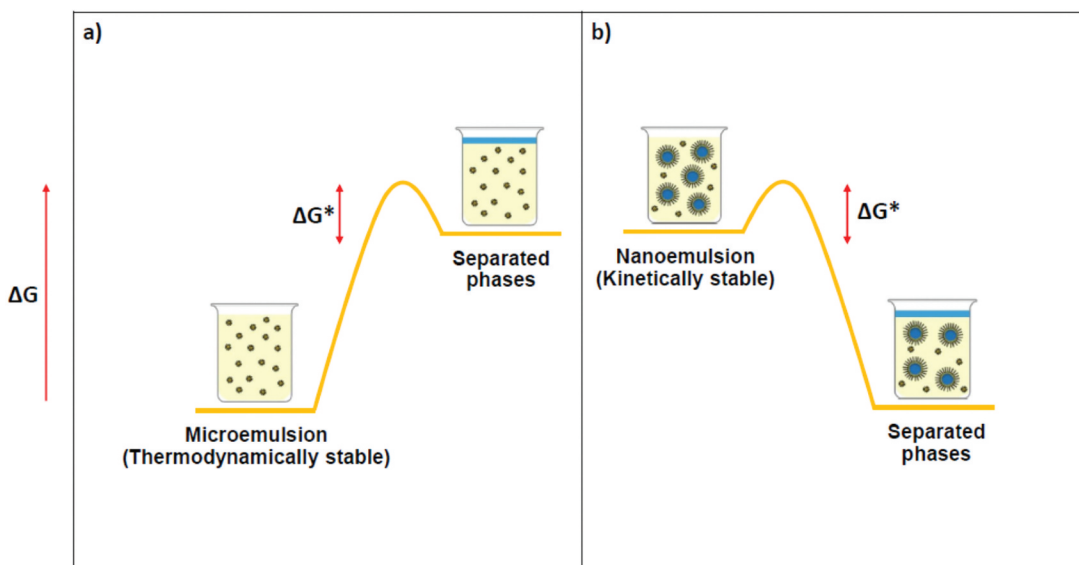 a)
ΔG
ΔG*
Separated
phases
Microemulsion
(Thermodynamically stable)
b)
Nanoemulsion
(Kinetically stable)
ΔG*
Separated
phases